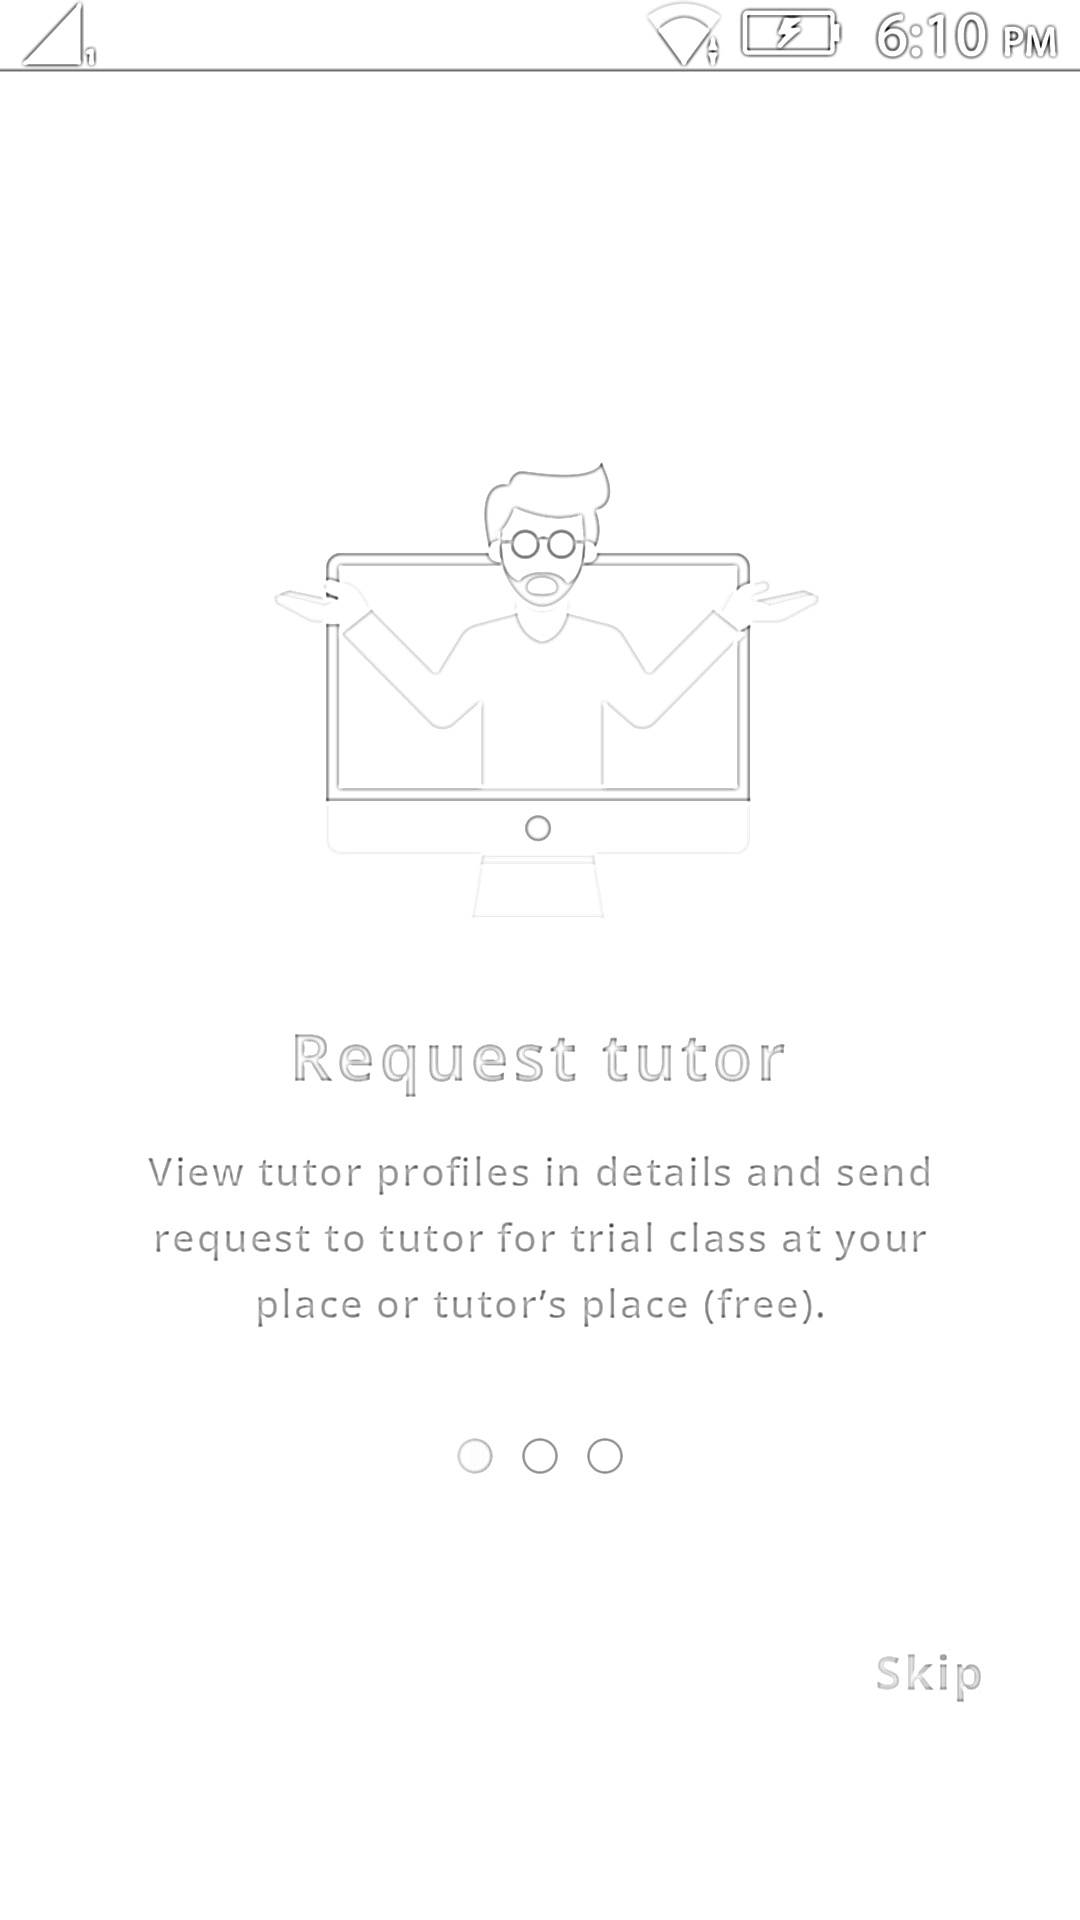 1 6:10 PM
Request tutor
View tutor profiles in details and send
request to tutor for trial class at your
place or tutor’s place (free).
Skip